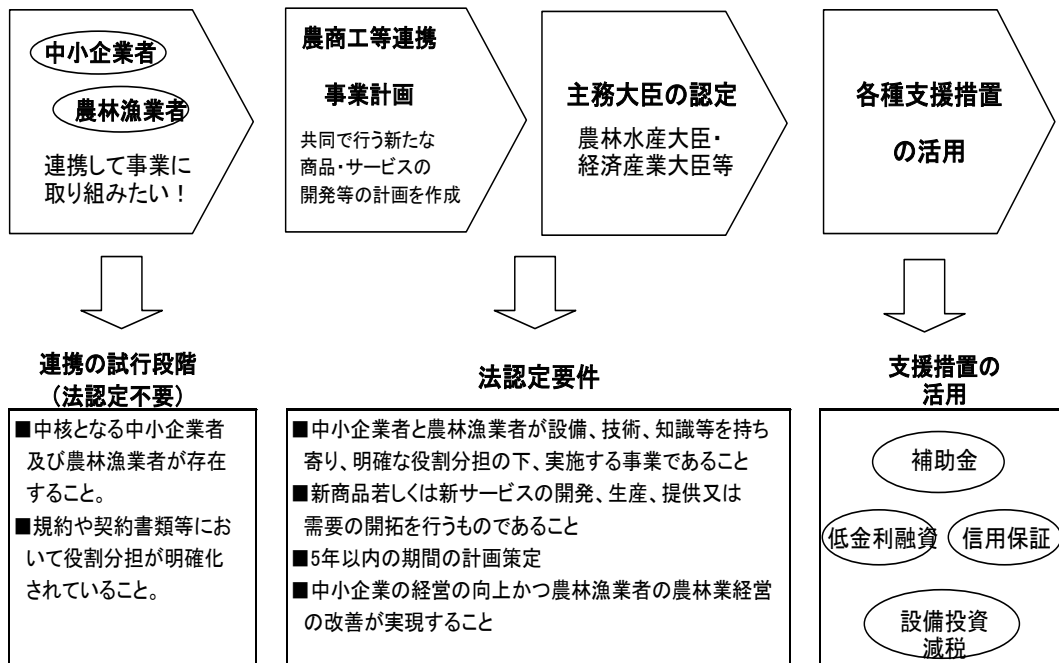 中小企業者
農林漁業者
連携して事業に
取り組みたい！
農商工等連携
事業計画
共同で行う新たな
商品・サービスの
開発等の計画を作成
主務大臣の認定
農林水産大臣・
経済産業大臣等
各種支援措置
の活用
連携の試行段階
（法認定不要）
■中核となる中小企業者
及び農林漁業者が存在
すること。
■規約や契約書類等にお
いて役割分担が明確化
されていること。
法認定要件
■中小企業者と農林漁業者が設備、技術、知識等を持ち
寄り、明確な役割分担の下、実施する事業であること
■新商品若しくは新サービスの開発、生産、提供又は
需要の開拓を行うものであること
■5年以内の期間の計画策定
■中小企業の経営の向上かつ農林漁業者の農林業経営
の改善が実現すること
支援措置の
活用
補助金
低金利融資
信用保証
設備投資
減税